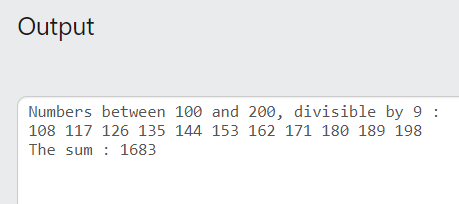 Output
Numbers between 100 and 200, divisible by 9 :
108 117 126 135 144 153 162 171 180 189 198
The sum : 1683